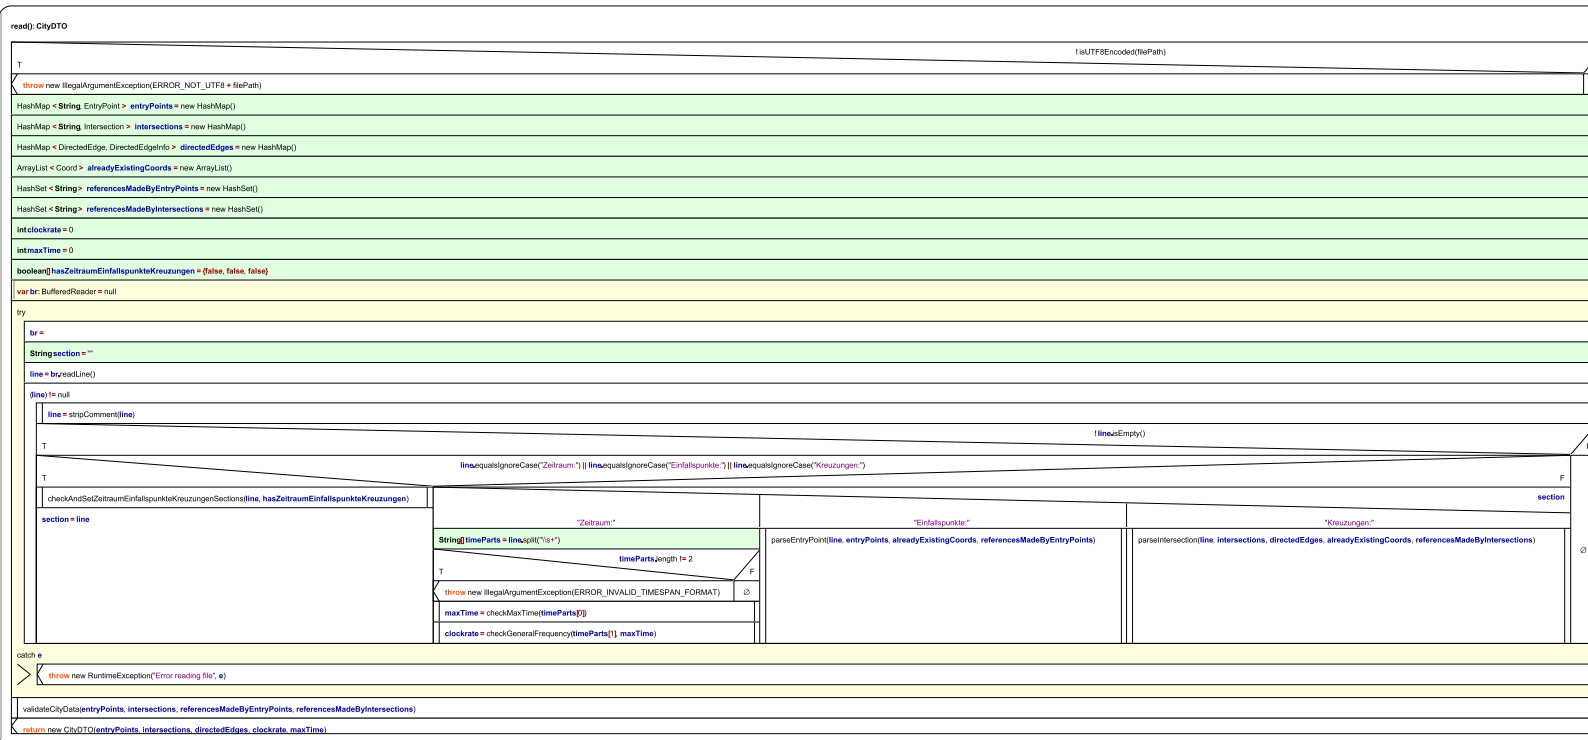 read(): CityDTO
! isUTF8Encoded(filePath)
T
throw new IllegalArgumentException(ERROR_NOT_UTF8 + filePath)
HashMap < String, EntryPoint > entryPoints = new HashMap()
HashMap < String, Intersection > intersections = new HashMap()
HashMap < DirectedEdge, DirectedEdgeInfo > directedEdges = new HashMap()
ArrayList < Coord > alreadyExistingCoords = new ArrayList()
HashSet < String > referencesMadeByEntryPoints = new HashSet()
HashSet < String > referencesMadeByIntersections = new HashSet()
int clockrate = 0
int maxTime = 0
boolean[] hasZeitraumEinfallspunkteKreuzungen = {false, false, false}
var br: BufferedReader = null
try
br =
String section = ""
line = br.readLine()
(line) != null
line = stripComment(line)
! line.isEmpty()
T
line.equalsIgnoreCase("Zeitraum:") || line.equalsIgnoreCase("Einfallspunkte:") || line.equalsIgnoreCase("Kreuzungen:")
T F
checkAndSetZeitraumEinfallspunkteKreuzungenSections(line, hasZeitraumEinfallspunkteKreuzungen)
section
section = line
"Zeitraum:" "Einfallspunkte:" "Kreuzungen:"
String[] timeParts = line.split("\\s+")
parseEntryPoint(line, entryPoints, alreadyExistingCoords, referencesMadeByEntryPoints)
parseIntersection(line, intersections, directedEdges, alreadyExistingCoords, referencesMadeByIntersections)
Ø
timeParts.length != 2
T F
throw new IllegalArgumentException(ERROR_INVALID_TIMESPAN_FORMAT) Ø
maxTime = checkMaxTime(timeParts[0])
clockrate = checkGeneralFrequency(timeParts[1], maxTime)
catch e
throw new RuntimeException("Error reading file", e)
validateCityData(entryPoints, intersections, referencesMadeByEntryPoints, referencesMadeByIntersections)
return new CityDTO(entryPoints, intersections, directedEdges, clockrate, maxTime)